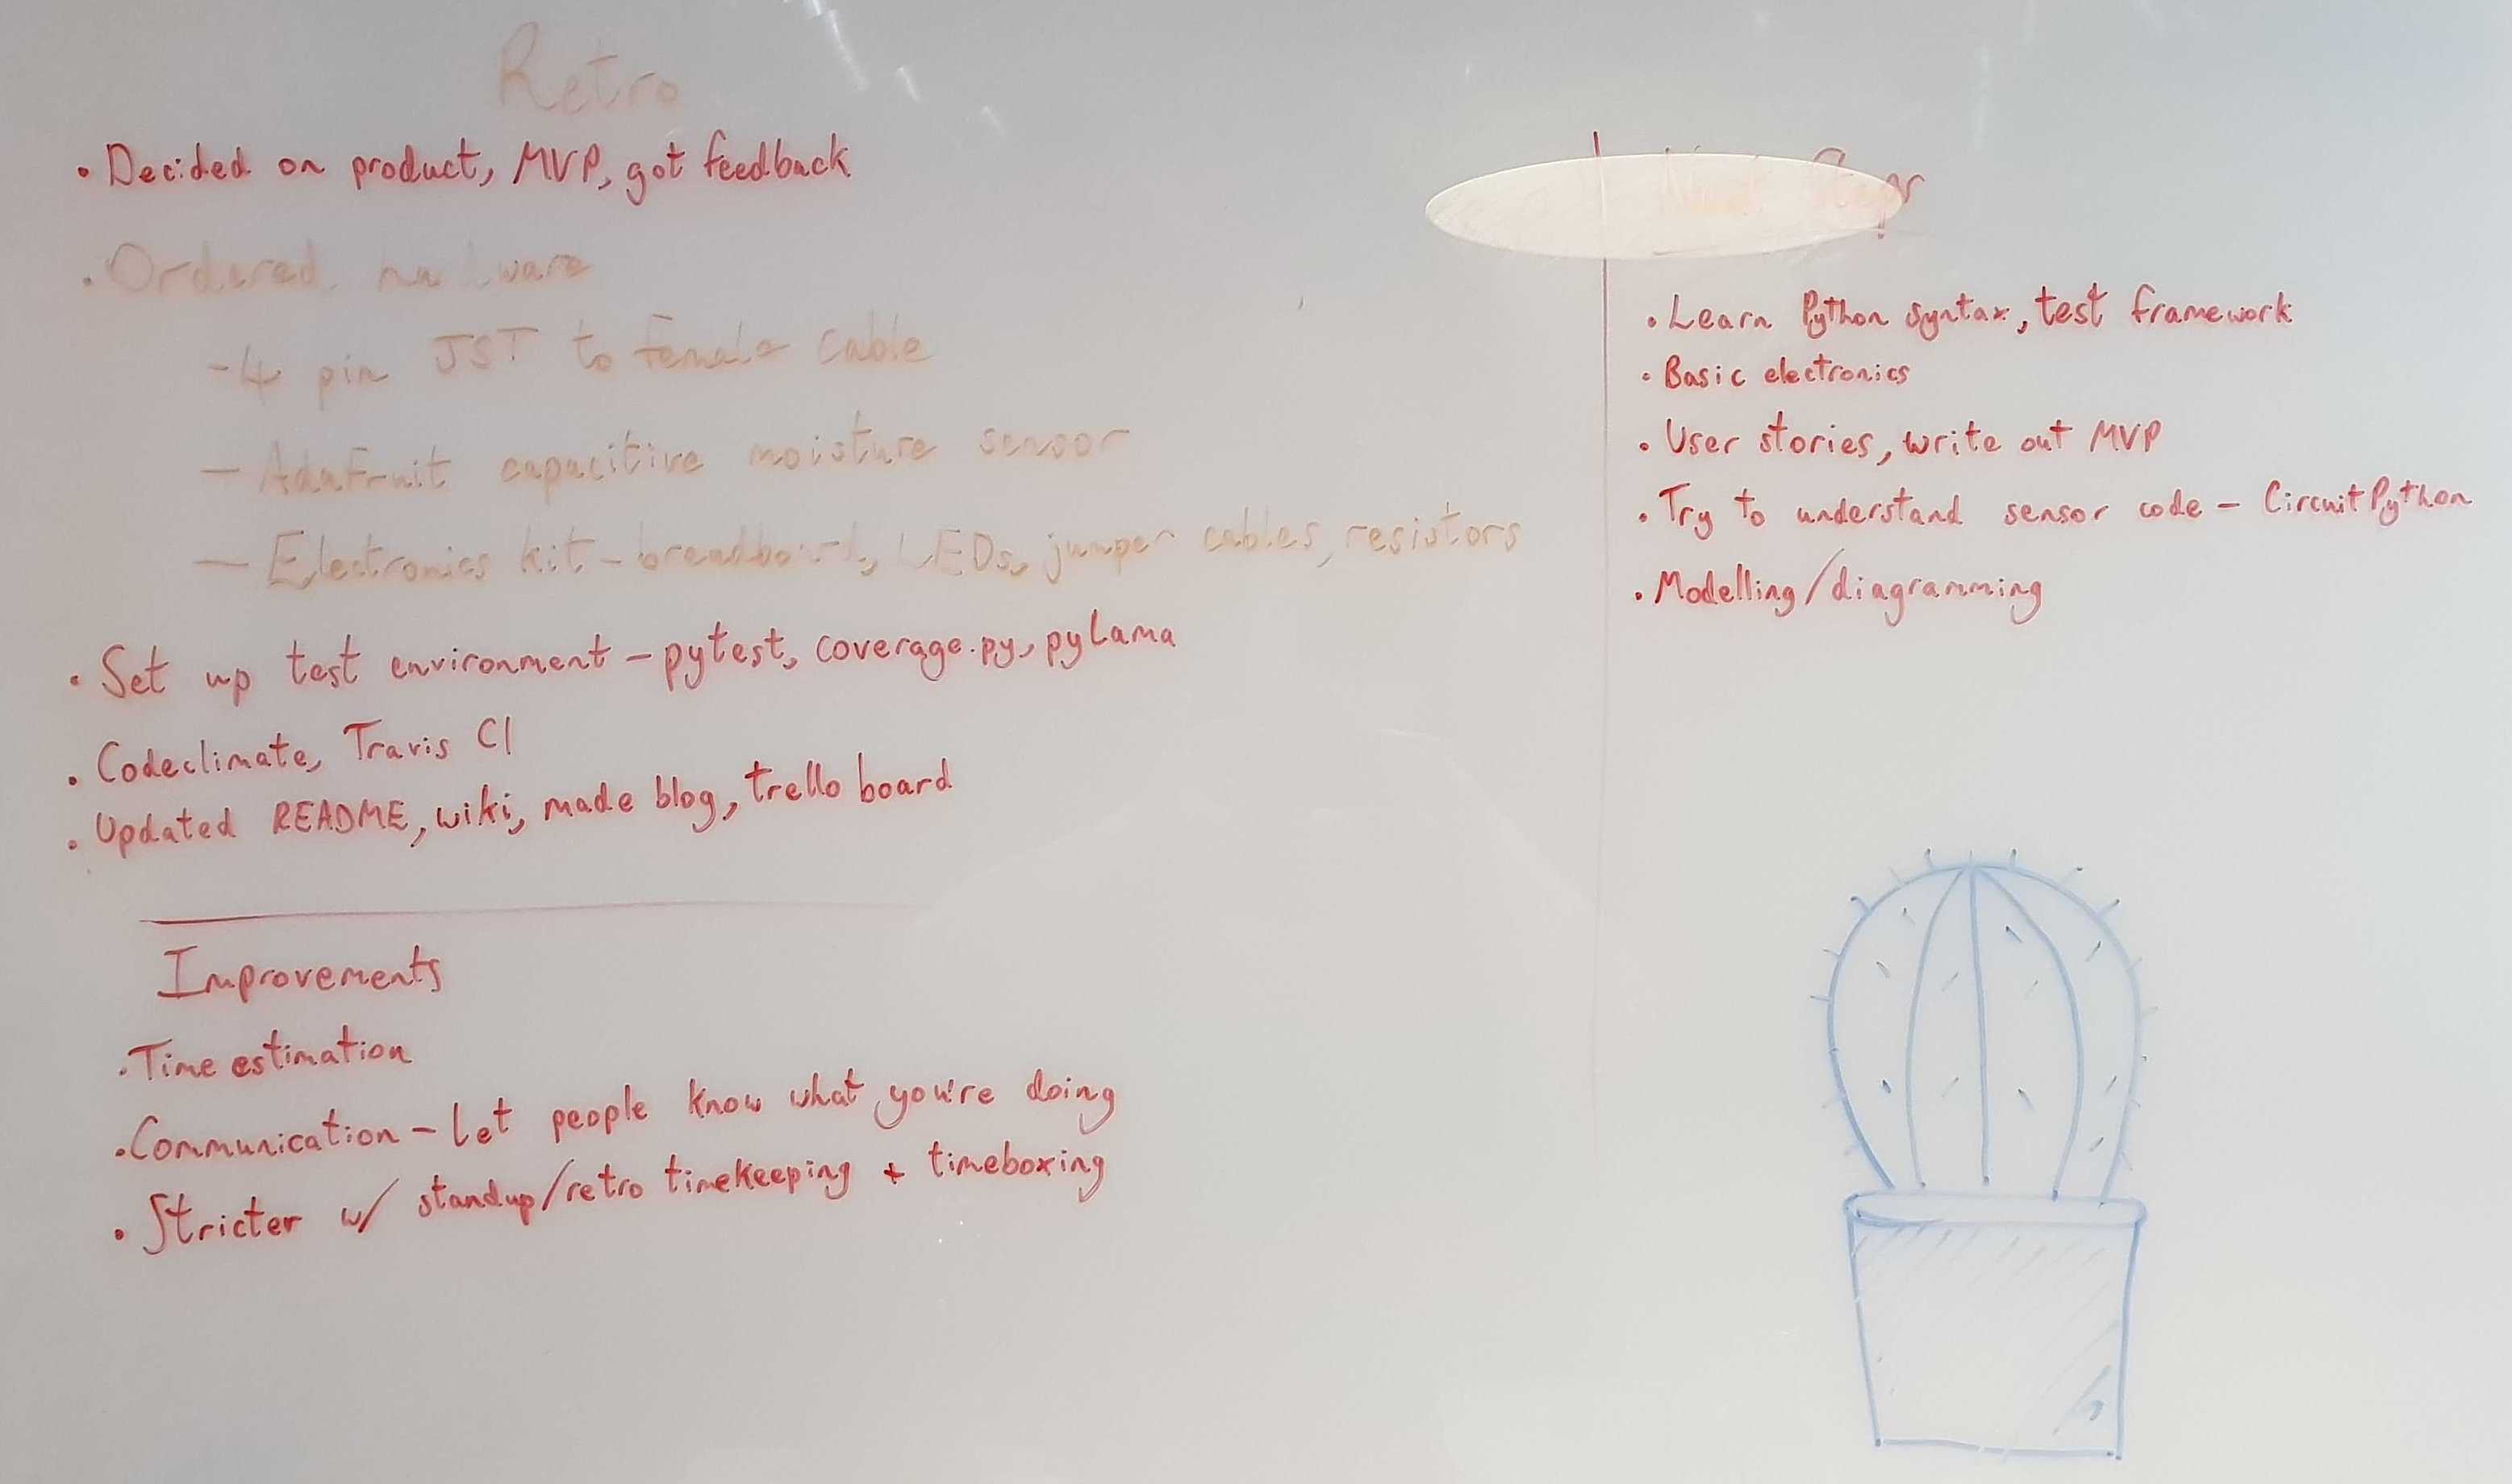 Retro
• Decided on product, MVP, got feedback
• Ordered hardware
- 4 pin JST to female cable
- Adafruit capacitive moisture sensor
- Electronics kit - breadboard, LEDs, jumper cables, resistors
• Set up test environment - pytest, coverage.py, pylama
• Codeclimate, Travis CI
• Updated README, wiki, made blog, trello board
Improvements
• Time estimation
• Communication - let people know what you're doing
• Stricter w/ standup/retro timekeeping + timeboxing
• Learn Python syntax, test framework
• Basic electronics
• User stories, write out MVP
• Try to understand sensor code - CircuitPython
• Modelling/diagramming